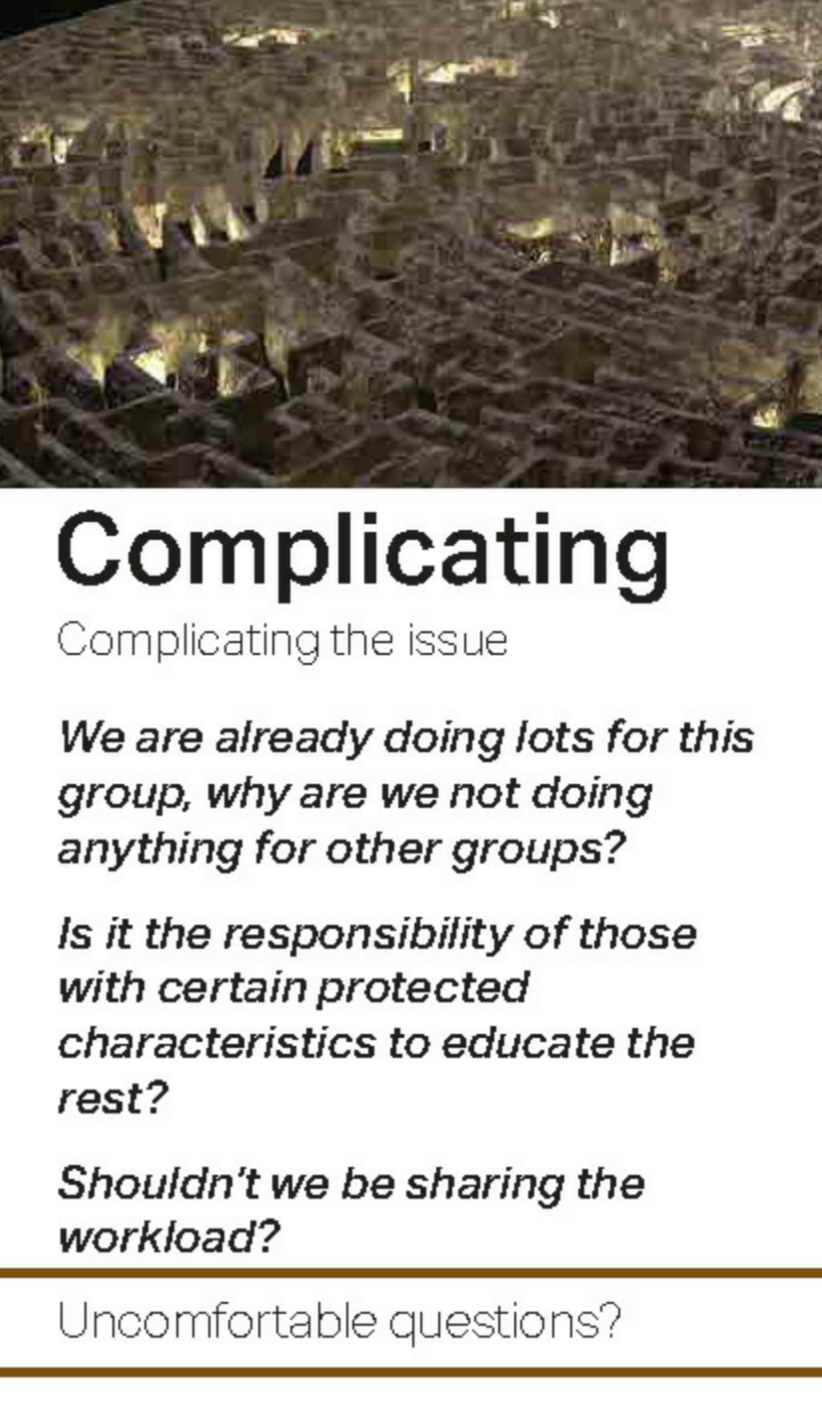 Complicating
Complicating the issue
We are already doing lots for this
group, why are we not doing
anything for other groups?
Is it the responsibility of those
with certain protected
characteristics to educate the
rest?
Shouldn't we be sharing the
workload?
Uncomfortable questions?